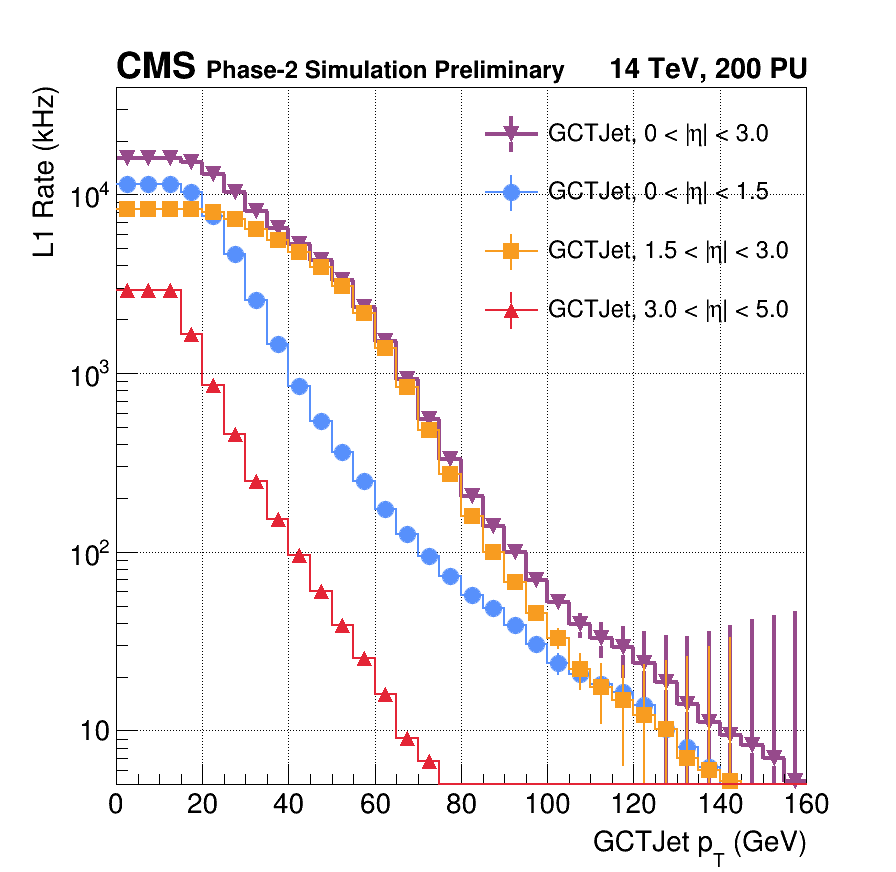 CMS Phase-2 Simulation Preliminary 14 TeV, 200 PU
L1 Rate (kHz)
GCTJet, 0 < |η| < 3.0
GCTJet, 0 < |η| < 1.5
GCTJet, 1.5 < |η| < 3.0
GCTJet, 3.0 < |η| < 5.0
10⁴
10³
10²
10
0 20 40 60 80 100 120 140 160
GCTJet p_T (GeV)